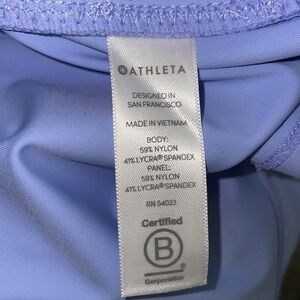 ATHLETA
DESIGNED IN
SAN FRANCISCO
MADE IN VIETNAM
BODY:
59% NYLON
41% LYCRA® SPANDEX
PANEL:
59% NYLON
41% LYCRA® SPANDEX
RN 54023
Certified
B
Corporation